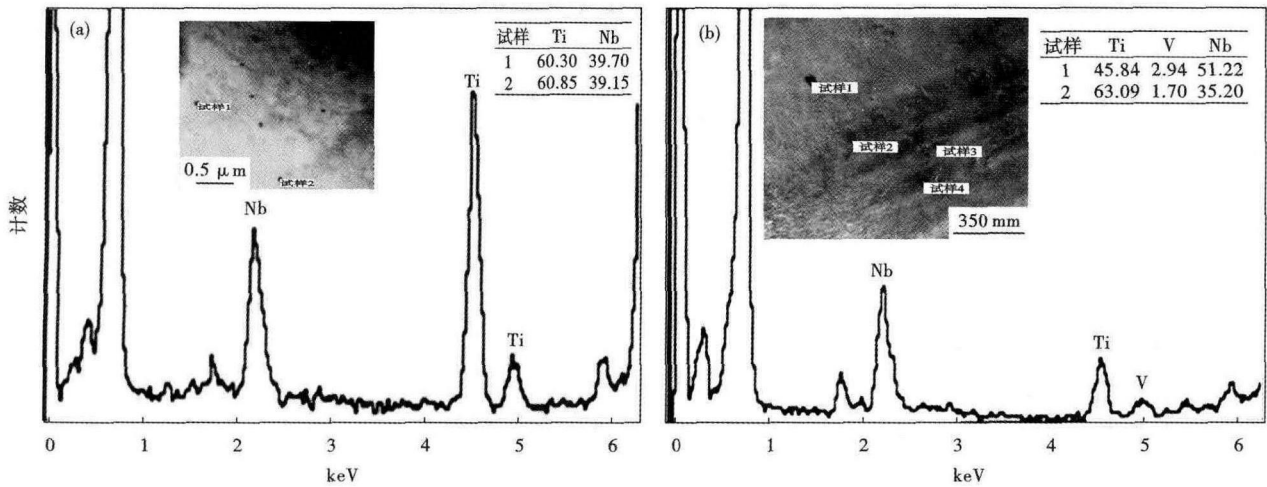 (a)
试样 Ti Nb
1 60.30 39.70
2 60.85 39.15
试样1
试样2
0.5 μm
Nb
Ti
Ti
计数
0 1 2 3 4 5 6
keV
(b)
试样 Ti V Nb
1 45.84 2.94 51.22
2 63.09 1.70 35.20
试样1
试样2
试样3
试样4
350 mm
Nb
Ti
V
0 1 2 3 4 5 6
keV